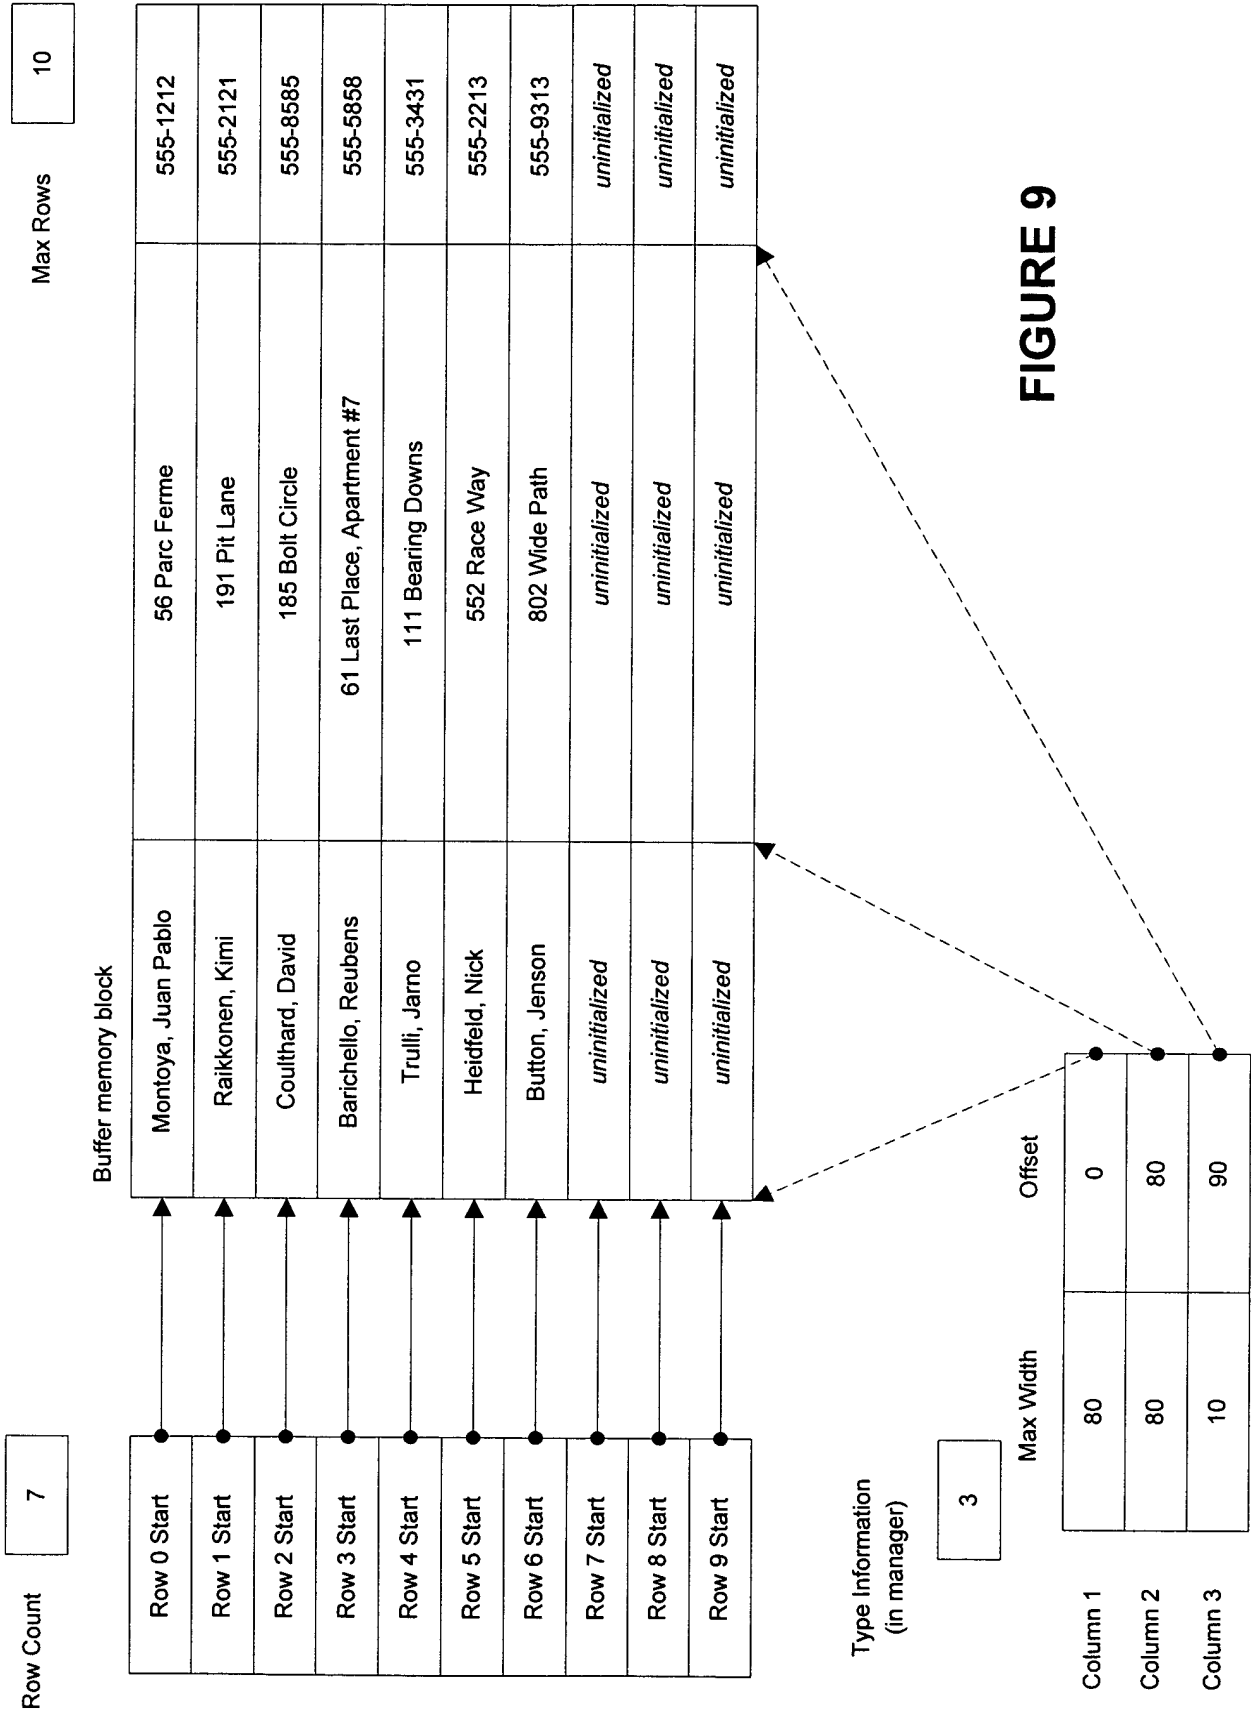 Row Count
7
Max Rows
10
Buffer memory block
Row 0 Start
Montoya, Juan Pablo
56 Parc Ferme
555-1212
Row 1 Start
Raikkonen, Kimi
191 Pit Lane
555-2121
Row 2 Start
Coulthard, David
185 Bolt Circle
555-8585
Row 3 Start
Barichello, Reubens
61 Last Place, Apartment #7
555-5858
Row 4 Start
Trulli, Jarno
111 Bearing Downs
555-3431
Row 5 Start
Heidfeld, Nick
552 Race Way
555-2213
Row 6 Start
Button, Jenson
802 Wide Path
555-9313
Row 7 Start
uninitialized
uninitialized
uninitialized
Row 8 Start
uninitialized
uninitialized
uninitialized
Row 9 Start
uninitialized
uninitialized
uninitialized
Type Information
(in manager)
3
Max Width
Offset
Column 1
80
0
Column 2
80
80
Column 3
10
90
FIGURE 9